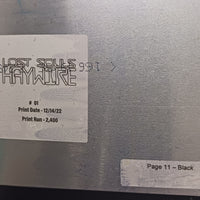 LOST SOULS
HAYWIRE
# 01
Print Date - 12/14/22
Print Run - 2,400
Page 11 – Black